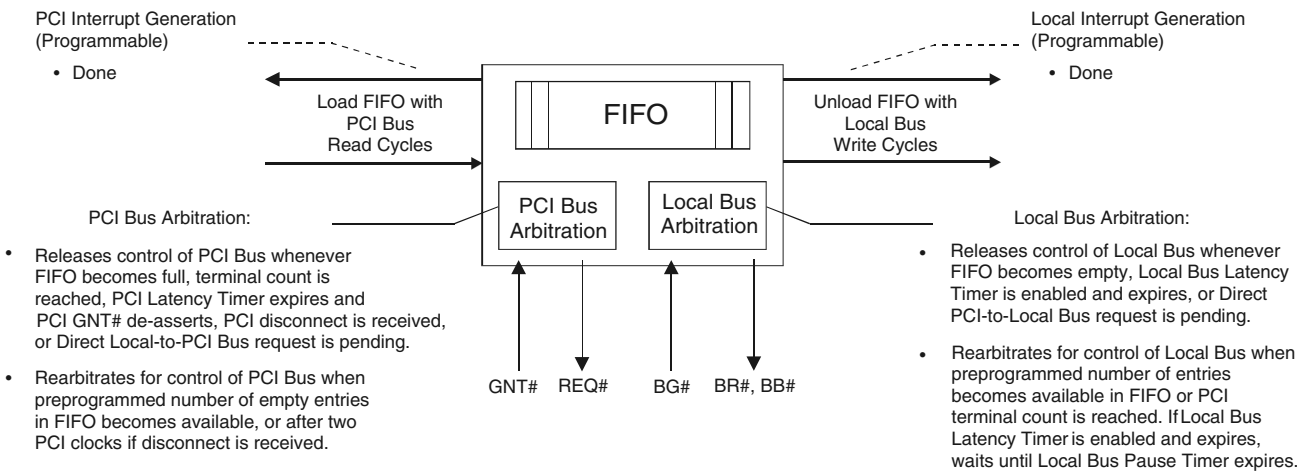 PCI Interrupt Generation
(Programmable)
• Done
Local Interrupt Generation
(Programmable)
• Done
Load FIFO with
PCI Bus
Read Cycles
FIFO
Unload FIFO with
Local Bus
Write Cycles
PCI Bus
Arbitration
Local Bus
Arbitration
PCI Bus Arbitration:
• Releases control of PCI Bus whenever
FIFO becomes full, terminal count is
reached, PCI Latency Timer expires and
PCI GNT# de-asserts, PCI disconnect is received,
or Direct Local-to-PCI Bus request is pending.
• Rearbitrates for control of PCI Bus when
preprogrammed number of empty entries
in FIFO becomes available, or after two
PCI clocks if disconnect is received.
GNT#
REQ#
BG#
BR#, BB#
Local Bus Arbitration:
• Releases control of Local Bus whenever
FIFO becomes empty, Local Bus Latency
Timer is enabled and expires, or Direct
PCI-to-Local Bus request is pending.
• Rearbitrates for control of Local Bus when
preprogrammed number of entries
becomes available in FIFO or PCI
terminal count is reached. If Local Bus
Latency Timer is enabled and expires,
waits until Local Bus Pause Timer expires.